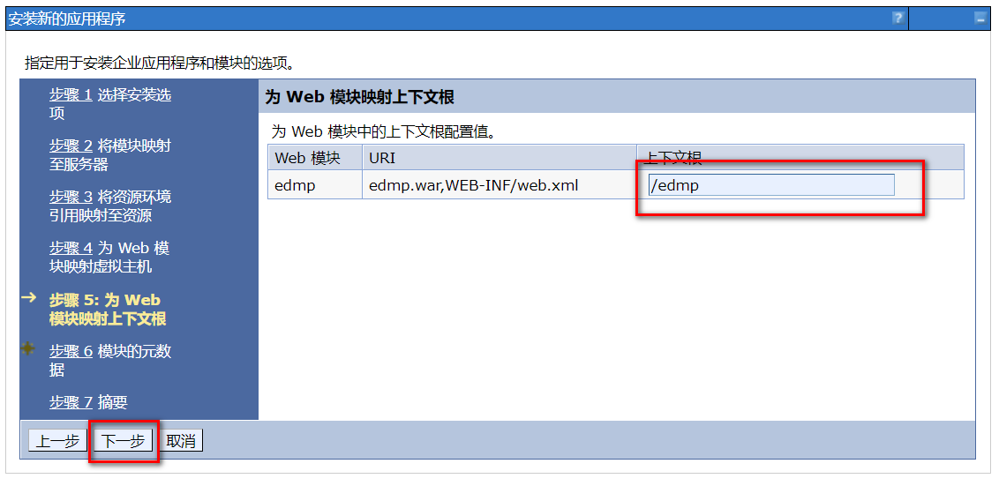 安装新的应用程序
?
指定用于安装企业应用程序和模块的选项。
步骤 1 选择安装选
项
步骤 2 将模块映射
至服务器
步骤 3 将资源环境
引用映射至资源
步骤 4 为 Web 模
块映射虚拟主机
步骤 5: 为 Web
模块映射上下文根
步骤 6 模块的元数
据
步骤 7 摘要
为 Web 模块映射上下文根
为 Web 模块中的上下文根配置值。
Web 模块 URI 上下文根
edmp edmp.war,WEB-INF/web.xml /edmp
上一步 下一步 取消